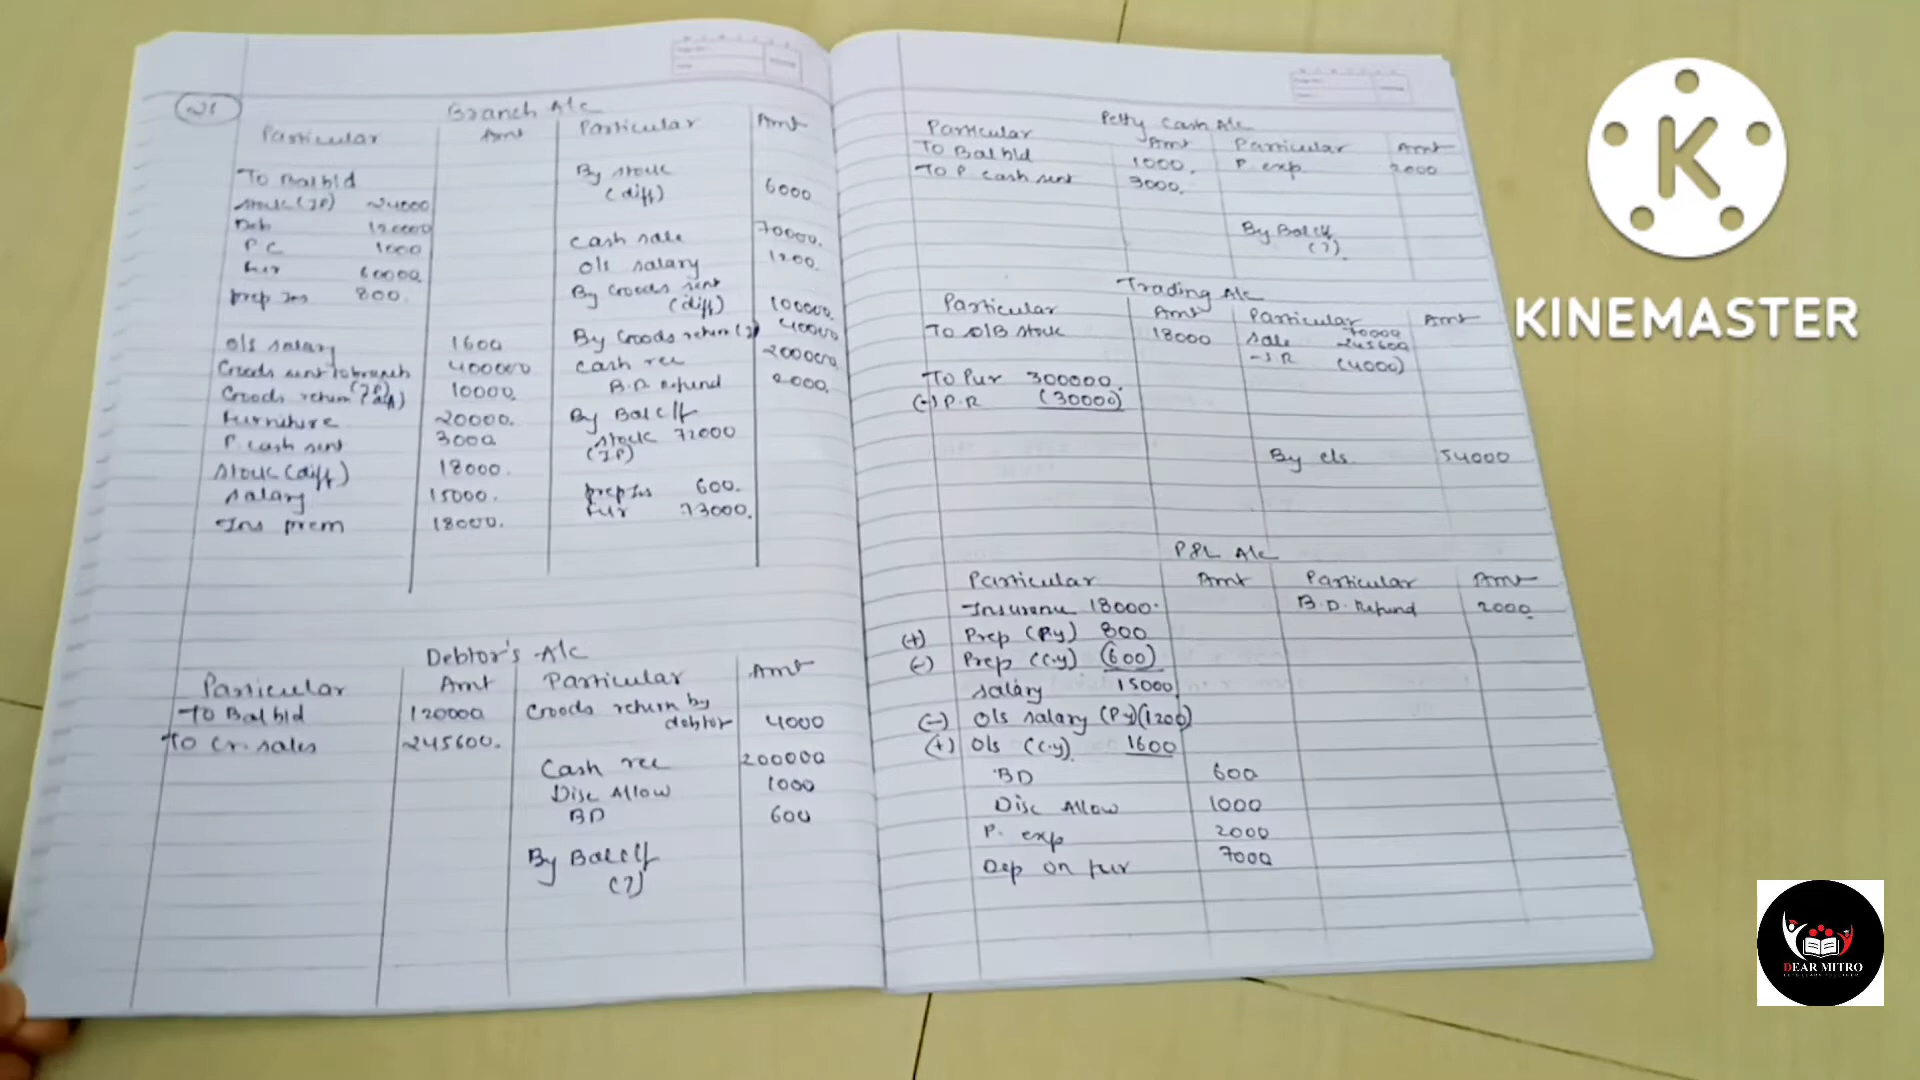 21
Branch A/c
Particular Amt Particular Amt
To Bal b/d By stock (diff) 6000
stock (IP) 24000
Deb 120000
P C 1000 Cash sale 70000.
fur 60000 o/s salary 1200.
prep Ins 800. By Goods sent (diff) 100000.
o/s salary 1600 By Goods return (I) 40000
Goods sent to branch 400000 Cash rec 200000
Goods return (IP) (diff) 10000. B.D. Refund 2000.
Furniture 20000. By Bal c/f
P. cash sent 3000 stock 72000 (IP)
Stock (diff) 18000.
Salary 15000. prep Ins 600.
Ins prem 18000. fur 73000.
Debtor's A/c
Particular Amt Particular Amt
To Bal b/d 120000 Goods return by debtor 4000
To Cr. sales 245600.
Cash rec 200000
Disc Allow 1000
BD 600
By Bal c/f (?)
Petty Cash A/c
Particular Amt Particular Amt
To Bal b/d 1000. P. exp 2000
To P. cash sent 3000.
By Bal c/f (?)
Trading A/c
Particular Amt Particular Amt
To O/B stock 18000 Sale 70000
245600
- S R (4000)
To Pur 300000.
(-) P.R (30000)
By cls 54000
P&L A/c
Particular Amt Particular Amt
Insurance 18000. B.D. Refund 2000
(+) Prep (P.y) 800
(-) Prep (C.y) (600)
Salary 15000
(-) O/s salary (Py) (1200)
(+) O/s (C.y) 1600
BD 600
Disc Allow 1000
P. exp 2000
Dep on fur 7000
K
KINEMASTER
DEAR MITRO